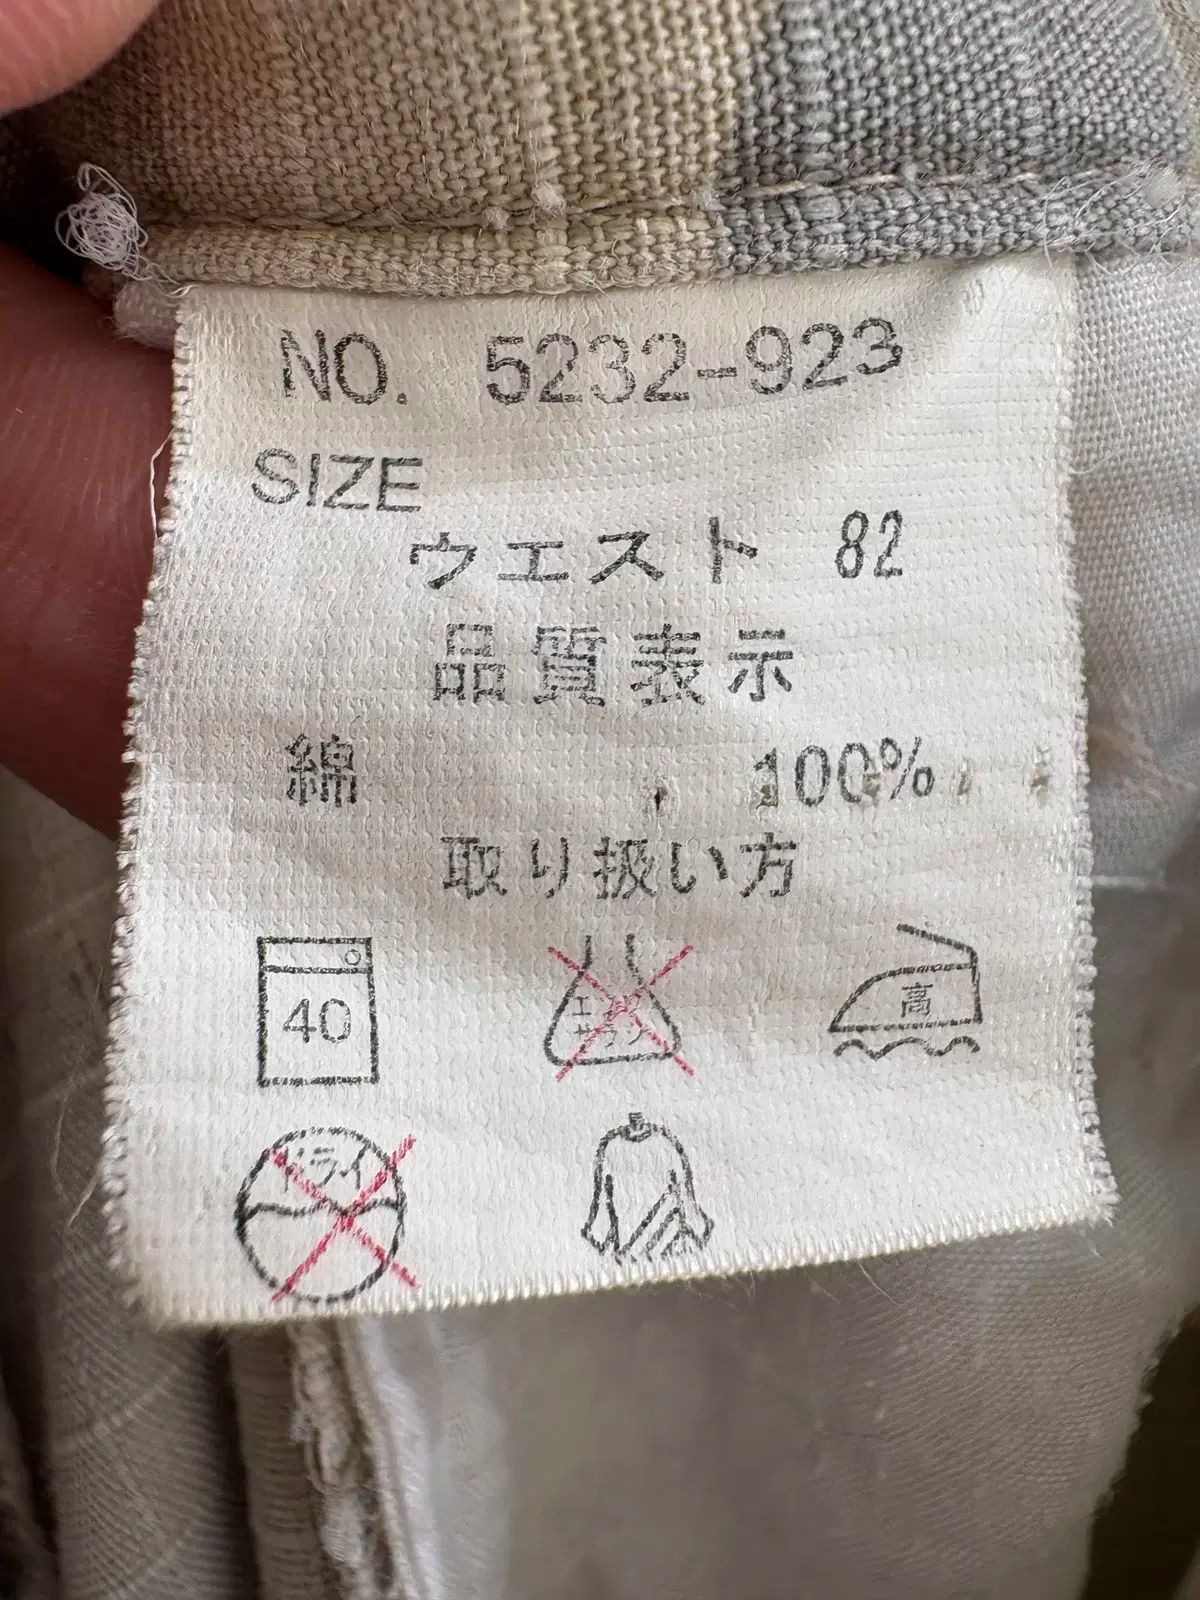 NO. 5232-923
SIZE
ウエスト 82
品質表示
綿 100%
取り扱い方
40
エンソ
サラシ
高
ドライ